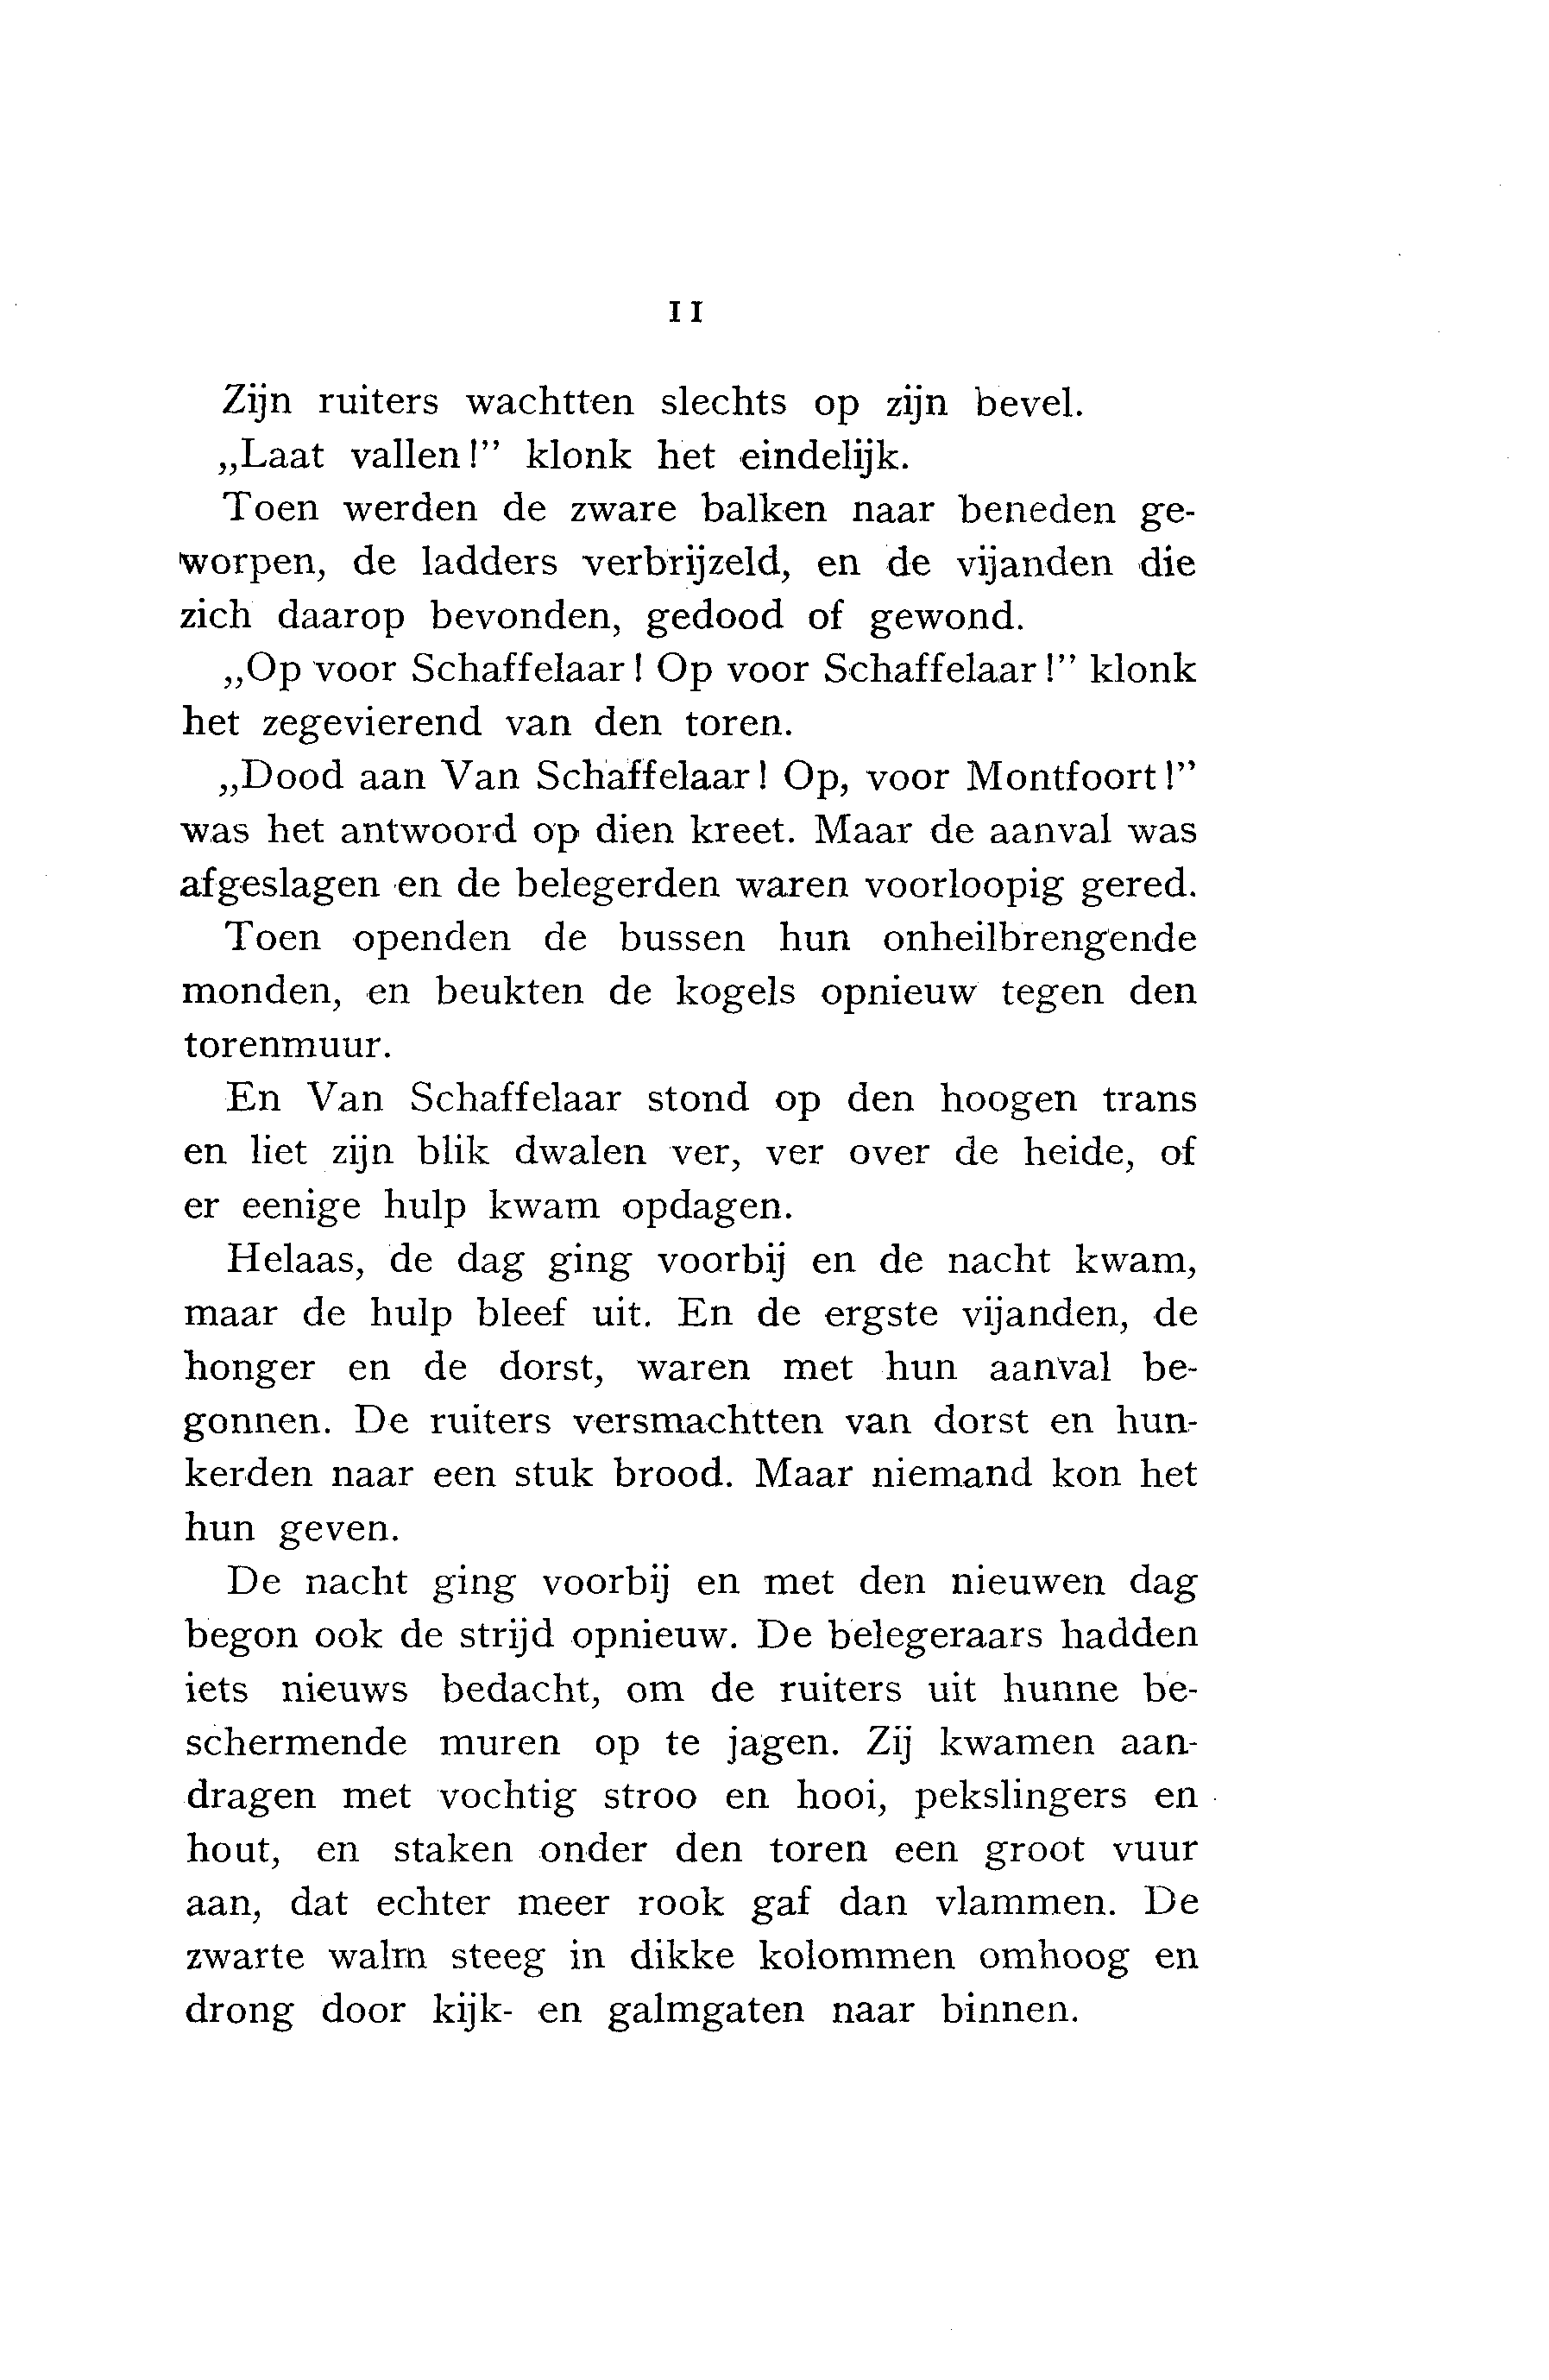 11
Zijn ruiters wachtten slechts op zijn bevel.
„Laat vallen!” klonk het eindelijk.
Toen werden de zware balken naar beneden ge-
worpen, de ladders verbrijzeld, en de vijanden die
zich daarop bevonden, gedood of gewond.
„Op voor Schaffelaar! Op voor Schaffelaar!” klonk
het zegevierend van den toren.
„Dood aan Van Schaffelaar! Op, voor Montfoort!”
was het antwoord op dien kreet. Maar de aanval was
afgeslagen en de belegerden waren voorloopig gered.
Toen openden de bussen hun onheilbrengende
monden, en beukten de kogels opnieuw tegen den
torenmuur.
En Van Schaffelaar stond op den hoogen trans
en liet zijn blik dwalen ver, ver over de heide, of
er eenige hulp kwam opdagen.
Helaas, de dag ging voorbij en de nacht kwam,
maar de hulp bleef uit. En de ergste vijanden, de
honger en de dorst, waren met hun aanval be-
gonnen. De ruiters versmachtten van dorst en hun-
kerden naar een stuk brood. Maar niemand kon het
hun geven.
De nacht ging voorbij en met den nieuwen dag
begon ook de strijd opnieuw. De belegeraars hadden
iets nieuws bedacht, om de ruiters uit hunne be-
schermende muren op te jagen. Zij kwamen aan-
dragen met vochtig stroo en hooi, pekslingers en
hout, en staken onder den toren een groot vuur
aan, dat echter meer rook gaf dan vlammen. De
zwarte walm steeg in dikke kolommen omhoog en
drong door kijk- en galmgaten naar binnen.